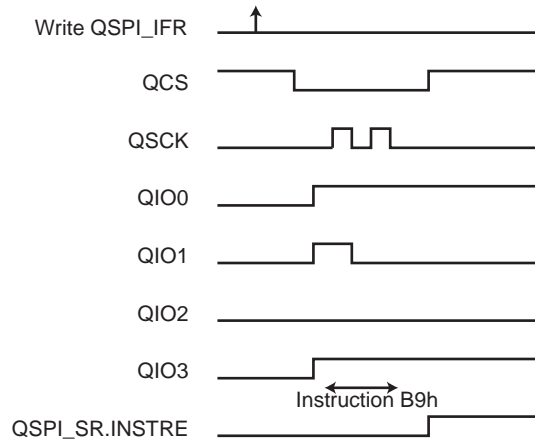 Write QSPI_IFR
QCS
QSCK
QIO0
QIO1
QIO2
QIO3
Instruction B9h
QSPI_SR.INSTRE